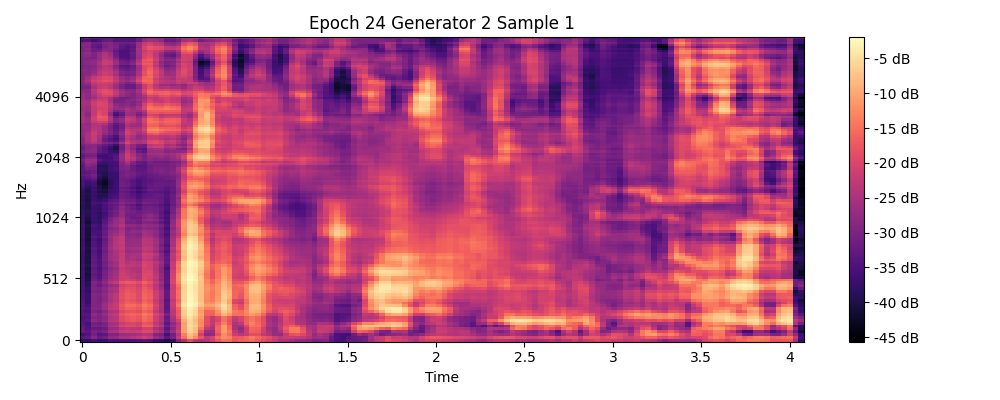 Epoch 24 Generator 2 Sample 1
Hz
4096
2048
1024
512
0
0 0.5 1 1.5 2 2.5 3 3.5 4
Time
-5 dB
-10 dB
-15 dB
-20 dB
-25 dB
-30 dB
-35 dB
-40 dB
-45 dB